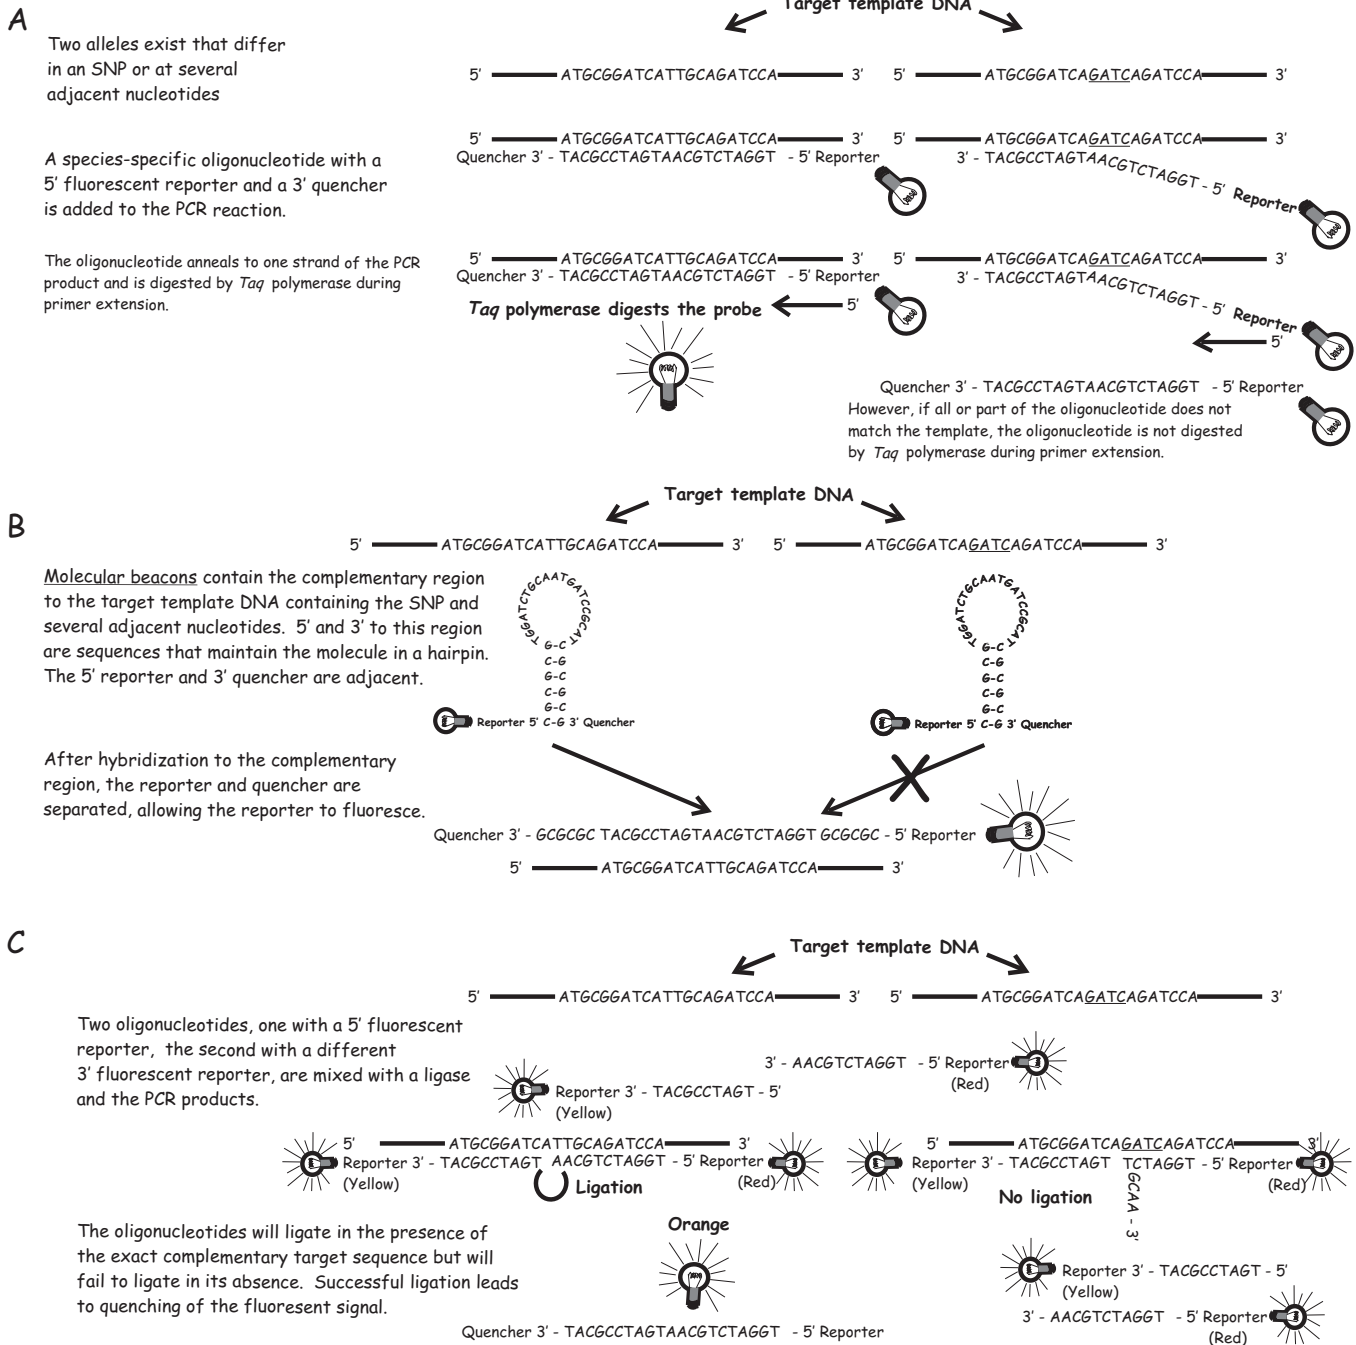 A
Target template DNA
Two alleles exist that differ
in an SNP or at several
adjacent nucleotides
5' ATGCGGATCATTGCAGATCCA 3' 5' ATGCGGATCAGATCAGATCCA 3'
A species-specific oligonucleotide with a
5' fluorescent reporter and a 3' quencher
is added to the PCR reaction.
5' ATGCGGATCATTGCAGATCCA 3' 5' ATGCGGATCAGATCAGATCCA 3'
Quencher 3' - TACGCCTAGTAACGTCTAGGT - 5' Reporter 3' - TACGCCTAGTAACGTCTAGGT - 5' Reporter
The oligonucleotide anneals to one strand of the PCR
product and is digested by Taq polymerase during
primer extension.
5' ATGCGGATCATTGCAGATCCA 3' 5' ATGCGGATCAGATCAGATCCA 3'
Quencher 3' - TACGCCTAGTAACGTCTAGGT - 5' Reporter 3' - TACGCCTAGTAACGTCTAGGT - 5' Reporter
Taq polymerase digests the probe 5'
5'
Quencher 3' - TACGCCTAGTAACGTCTAGGT - 5' Reporter
However, if all or part of the oligonucleotide does not
match the template, the oligonucleotide is not digested
by Taq polymerase during primer extension.
B
Target template DNA
5' ATGCGGATCATTGCAGATCCA 3' 5' ATGCGGATCAGATCAGATCCA 3'
Molecular beacons contain the complementary region
to the target template DNA containing the SNP and
several adjacent nucleotides. 5' and 3' to this region
are sequences that maintain the molecule in a hairpin.
The 5' reporter and 3' quencher are adjacent.
TGGATCTGCAATGATCCGCAT TGGATCTGCAATGATCCGCAT
G-C G-C
C-G C-G
G-C G-C
C-G C-G
G-C G-C
Reporter 5' C-G 3' Quencher Reporter 5' C-G 3' Quencher
After hybridization to the complementary
region, the reporter and quencher are
separated, allowing the reporter to fluoresce.
Quencher 3' - GCGCGC TACGCCTAGTAACGTCTAGGT GCGCGC - 5' Reporter
5' ATGCGGATCATTGCAGATCCA 3'
C
Target template DNA
5' ATGCGGATCATTGCAGATCCA 3' 5' ATGCGGATCAGATCAGATCCA 3'
Two oligonucleotides, one with a 5' fluorescent
reporter, the second with a different
3' fluorescent reporter, are mixed with a ligase
and the PCR products.
3' - AACGTCTAGGT - 5' Reporter
(Red)
Reporter 3' - TACGCCTAGT - 5'
(Yellow)
5' ATGCGGATCATTGCAGATCCA 3' 5' ATGCGGATCAGATCAGATCCA 3'
Reporter 3' - TACGCCTAGT AACGTCTAGGT - 5' Reporter Reporter 3' - TACGCCTAGT TCTAGGT - 5' Reporter
(Yellow) (Red) (Yellow) (Red)
Ligation No ligation
GCAA - 3'
The oligonucleotides will ligate in the presence of
the exact complementary target sequence but will
fail to ligate in its absence. Successful ligation leads
to quenching of the fluoresent signal.
Orange
Quencher 3' - TACGCCTAGTAACGTCTAGGT - 5' Reporter
Reporter 3' - TACGCCTAGT - 5'
(Yellow)
3' - AACGTCTAGGT - 5' Reporter
(Red)